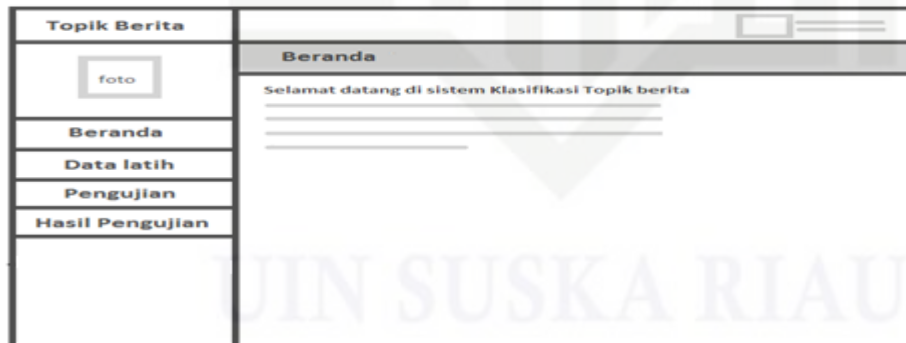 Topik Berita
foto
Beranda
Data latih
Pengujian
Hasil Pengujian
Beranda
Selamat datang di sistem Klasifikasi Topik berita
UIN SUSKA RIAU